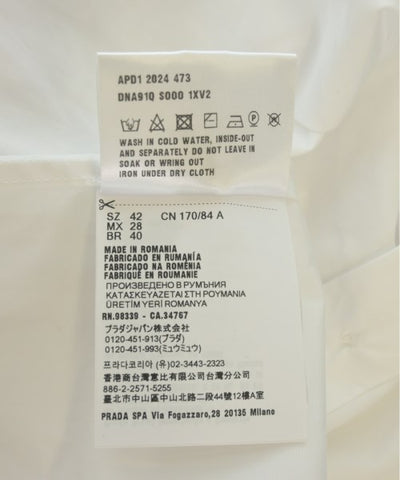 APD1 2024 473
DNA91Q S000 1XV2
WASH IN COLD WATER, INSIDE-OUT
AND SEPARATELY DO NOT LEAVE IN
SOAK OR WRING OUT
IRON UNDER DRY CLOTH
SZ 42 CN 170/84 A
MX 28
BR 40
MADE IN ROMANIA
FABRICADO EN RUMANÍA
FABRICADO NA ROMÉNIA
FABRIQUÉ EN ROUMANIE
ПРОИЗВЕДЕНО В РУМЫНИЯ
ΚΑΤΑΣΚΕΥΑΖΕΤΑΙ ΣΤΗ ΡΟΥΜΑΝΙΑ
ÜRETİM YERİ ROMANYA
RN.98339 - CA.34767
プラダジャパン株式会社
0120-451-913(プラダ)
0120-451-993(ミュウミュウ)
프라다코리아 (유)02-3443-2323
香港商台灣意比有限公司台灣分公司
886-2-2571-5255
臺北市中山區中山北路二段44號12樓A室
PRADA SPA Via Fogazzaro,28 20135 Milano